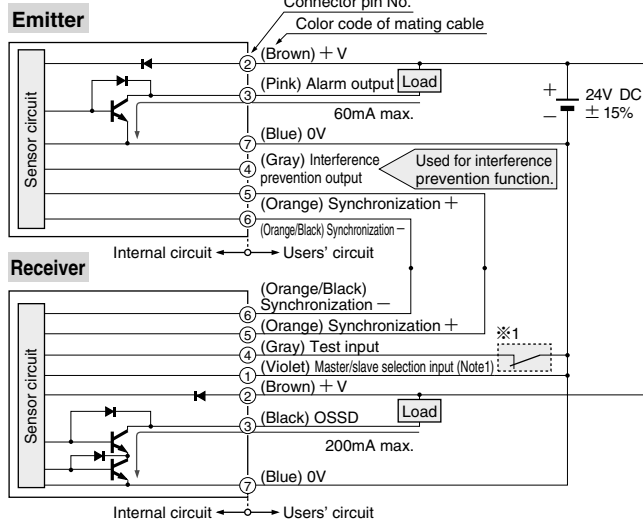 Connector pin No.
Emitter
Color code of mating cable
2 (Brown) + V
3 (Pink) Alarm output Load
60mA max.
+
− 24V DC
± 15%
Sensor circuit
7 (Blue) 0V
4 (Gray) Interference
prevention output
Used for interference
prevention function.
5 (Orange) Synchronization +
6 (Orange/Black) Synchronization −
Internal circuit Users' circuit
Receiver
6 (Orange/Black)
Synchronization −
5 (Orange) Synchronization +
4 (Gray) Test input
※1
1 (Violet) Master/slave selection input (Note1)
2 (Brown) + V
Sensor circuit
3 (Black) OSSD
Load
200mA max.
7 (Blue) 0V
Internal circuit Users' circuit